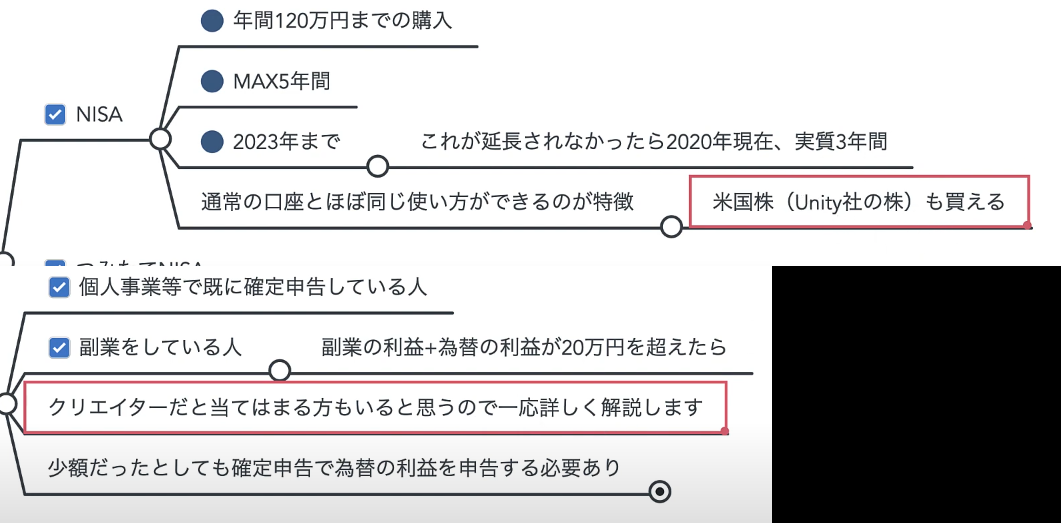 年間120万円までの購入
MAX5年間
NISA
2023年まで これが延長されなかったら2020年現在、実質3年間
通常の口座とほぼ同じ使い方ができるのが特徴 米国株（Unity社の株）も買える
つみたてNISA
個人事業等で既に確定申告している人
副業をしている人 副業の利益+為替の利益が20万円を超えたら
クリエイターだと当てはまる方もいると思うので一応詳しく解説します
少額だったとしても確定申告で為替の利益を申告する必要あり